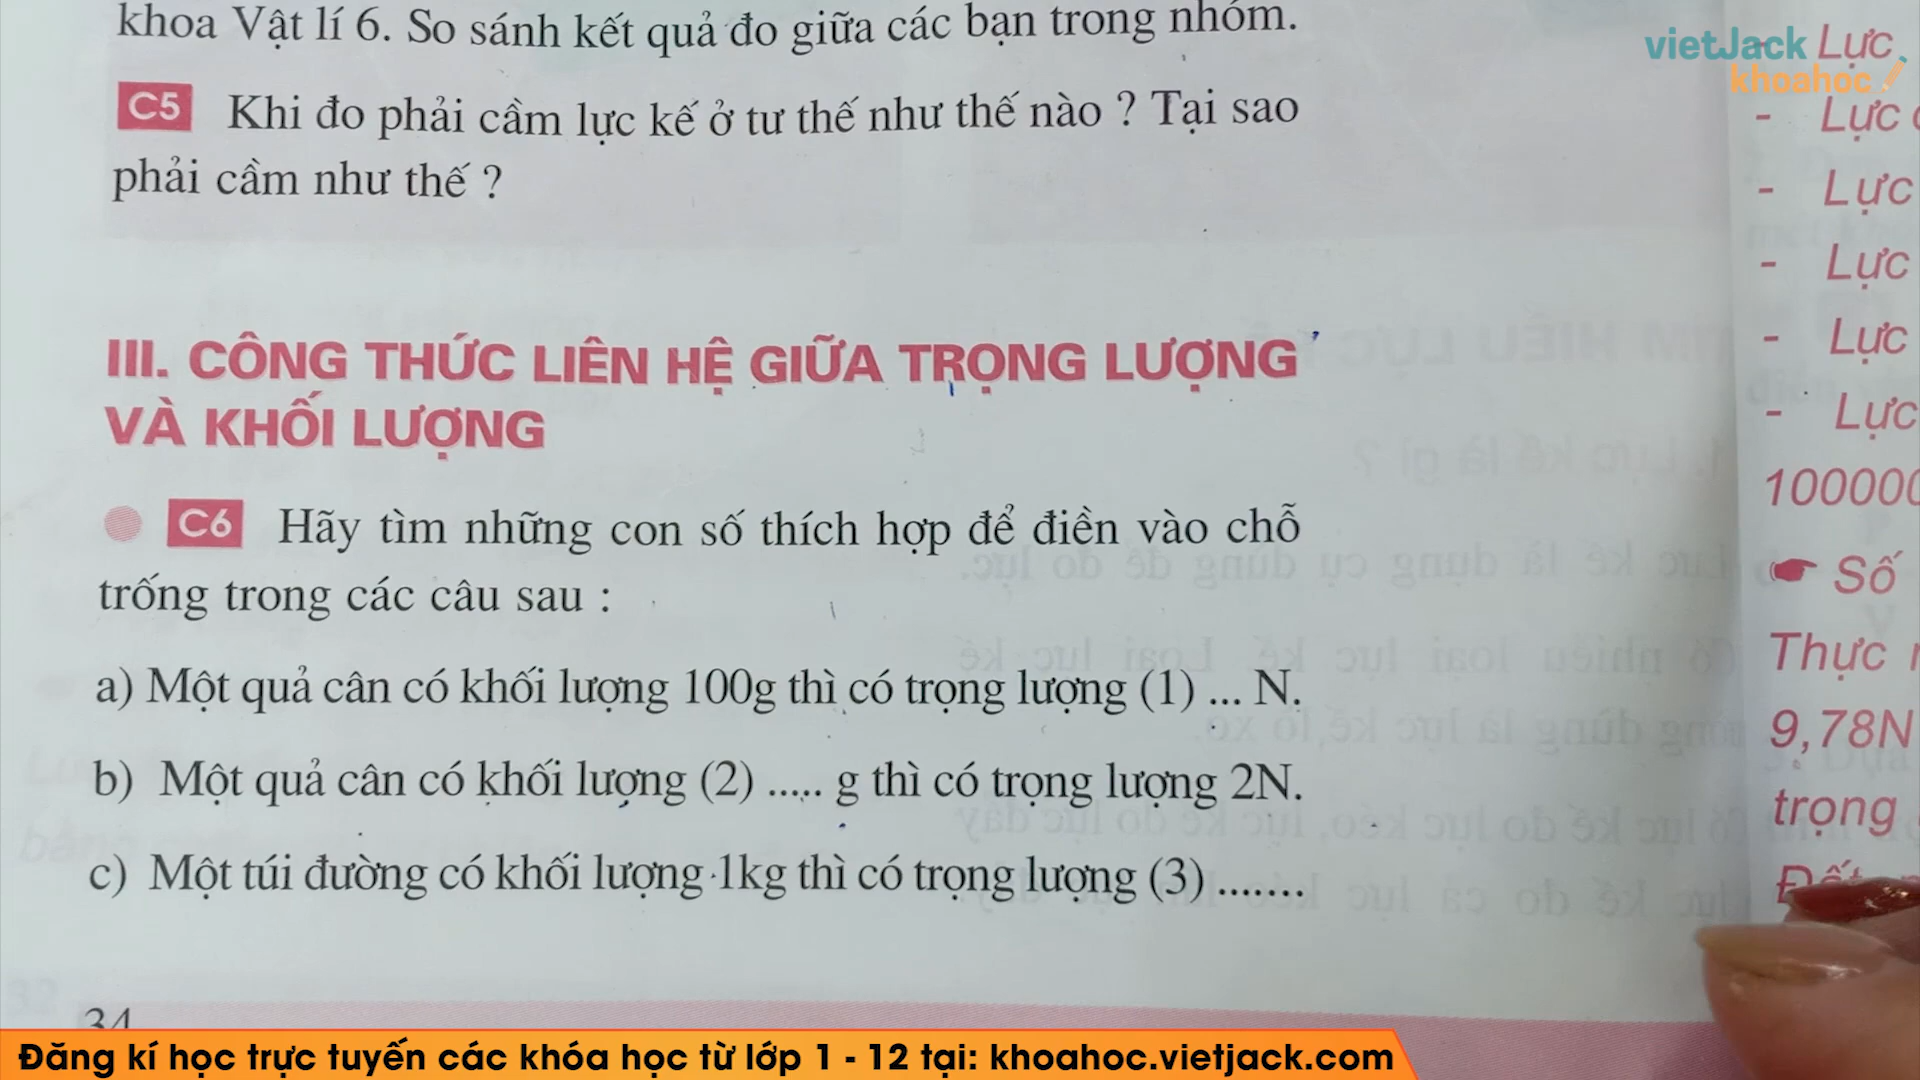 khoa Vật lí 6. So sánh kết quả đo giữa các bạn trong nhóm.
C5 Khi đo phải cầm lực kế ở tư thế như thế nào ? Tại sao
phải cầm như thế ?
III. CÔNG THỨC LIÊN HỆ GIỮA TRỌNG LƯỢNG
VÀ KHỐI LƯỢNG
C6 Hãy tìm những con số thích hợp để điền vào chỗ
trống trong các câu sau :
a) Một quả cân có khối lượng 100g thì có trọng lượng (1) ... N.
b) Một quả cân có khối lượng (2) ..... g thì có trọng lượng 2N.
c) Một túi đường có khối lượng 1kg thì có trọng lượng (3) .......
34
vietJack
khoahoc
Lực
- Lực
- Lực
- Lực
- Lực
- Lực
Số
Thực
9,78N
trọng
Đăng kí học trực tuyến các khóa học từ lớp 1 - 12 tại: khoahoc.vietjack.com